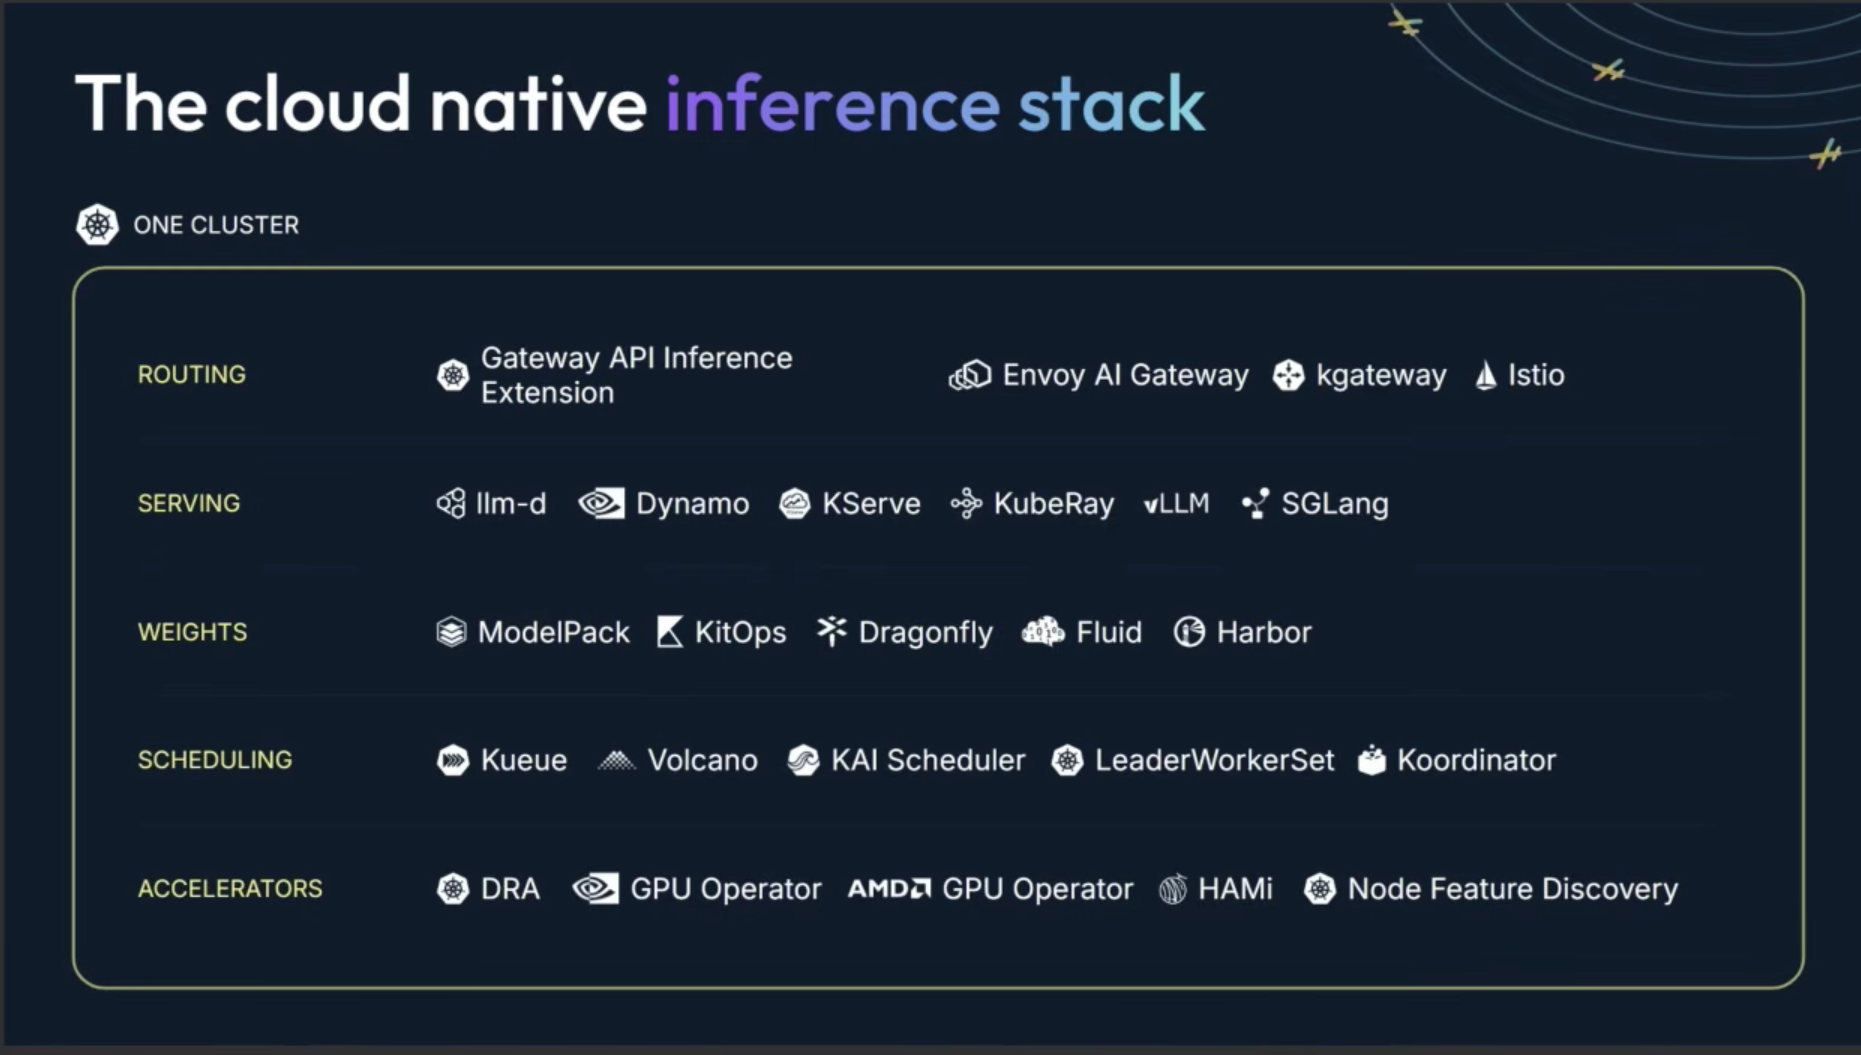 The cloud native inference stack
ONE CLUSTER
ROUTING
Gateway API Inference
Extension
Envoy AI Gateway
kgateway
Istio
SERVING
llm-d
Dynamo
KServe
KubeRay
vLLM
SGLang
WEIGHTS
ModelPack
KitOps
Dragonfly
Fluid
Harbor
SCHEDULING
Kueue
Volcano
KAI Scheduler
LeaderWorkerSet
Koordinator
ACCELERATORS
DRA
GPU Operator
AMD GPU Operator
HAMi
Node Feature Discovery